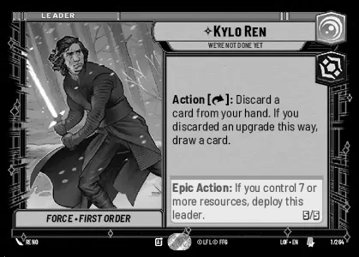 LEADER
KYLO REN
WE'RE NOT DONE YET
Action [ ]: Discard a
card from your hand. If you
discarded an upgrade this way,
draw a card.
Epic Action: If you control 7 or
more resources, deploy this
leader.
5/5
FORCE • FIRST ORDER
© LFL © FFG
LOF • EN